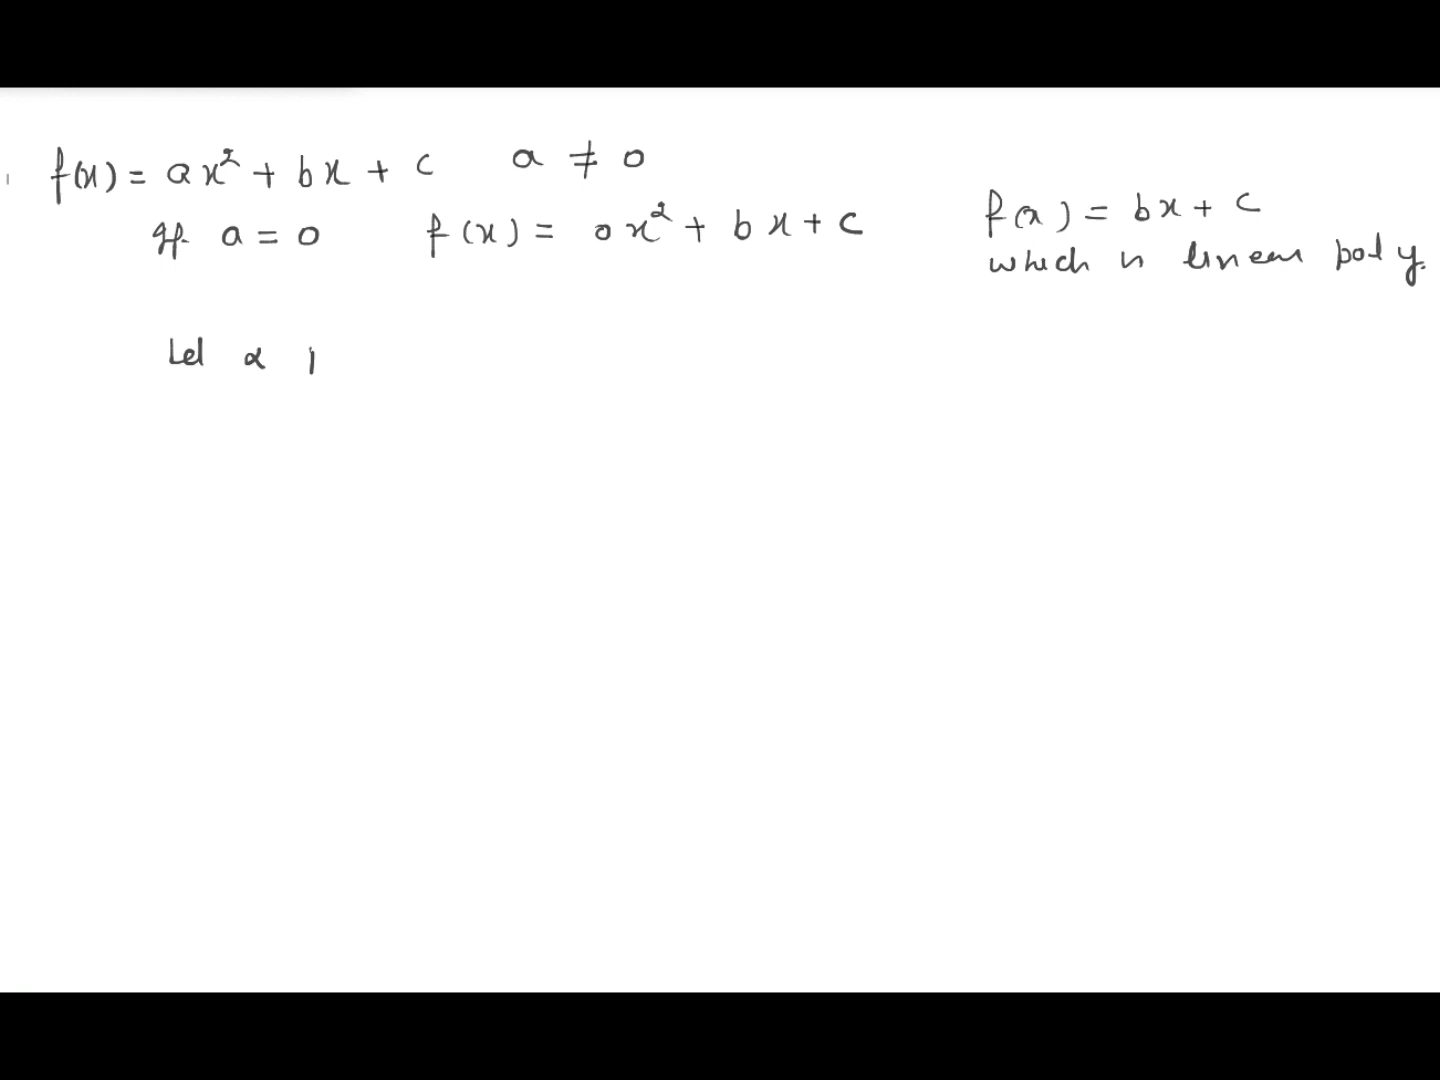 f(x) = ax² + bx + c a ≠ 0
If a = 0 f(x) = 0x² + bx + c f(x) = bx + c
which is linear poly.
Let α